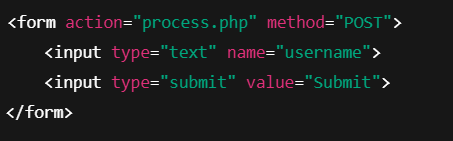 <form action="process.php" method="POST">
    <input type="text" name="username">
    <input type="submit" value="Submit">
</form>